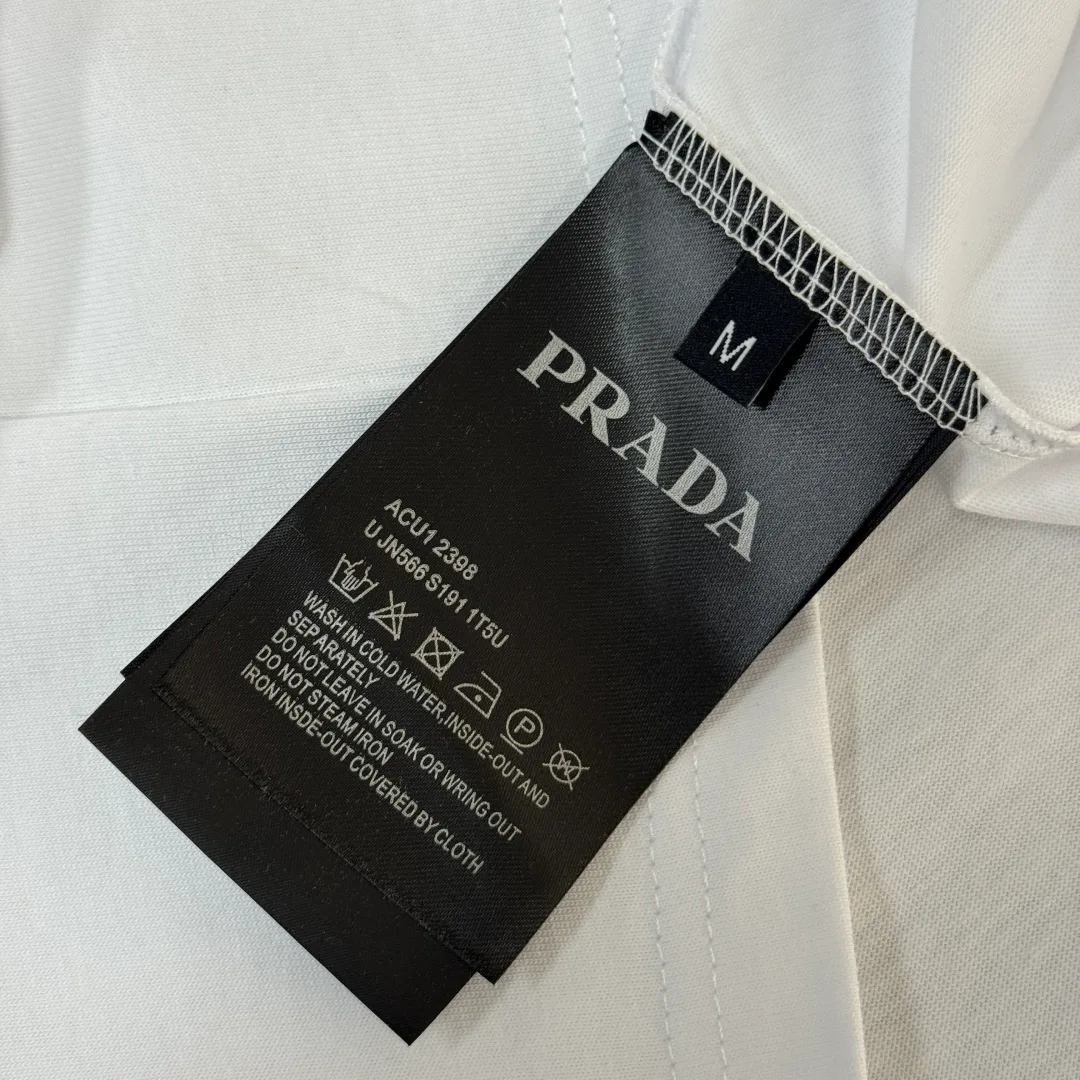 M
PRADA
ACU1 2398
U JN566 S191 1T5U
P
WASH IN COLD WATER,INSIDE-OUT AND
SEPARATELY
DO NOT LEAVE IN SOAK OR WRING OUT
DO NOT STEAM IRON
IRON INSDE-OUT COVERED BY CLOTH